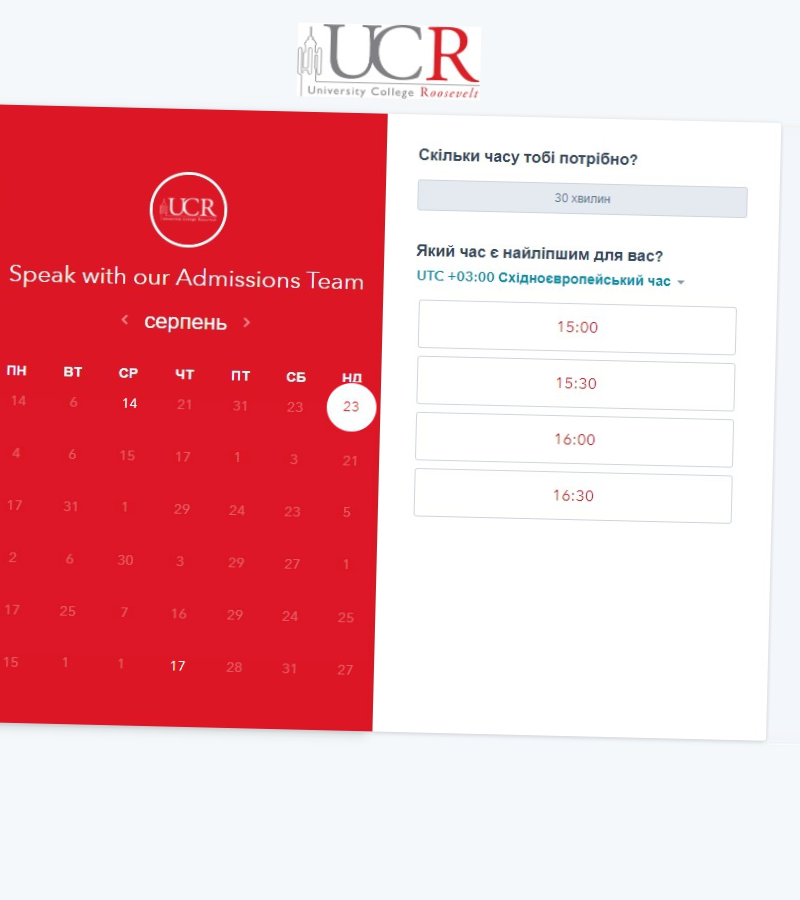 UCR
University College Roosevelt
UCR
Speak with our Admissions Team
серпень
ПН ВТ СР ЧТ ПТ СБ НД
14 6 14 21 31 23 23
4 6 15 17 1 3 21
17 31 1 29 24 23 5
2 6 30 3 29 27 1
17 25 7 16 29 24 25
15 1 1 17 28 31 27
Скільки часу тобі потрібно?
30 хвилин
Який час є найліпшим для вас?
UTC +03:00 Східноєвропейський час
15:00
15:30
16:00
16:30